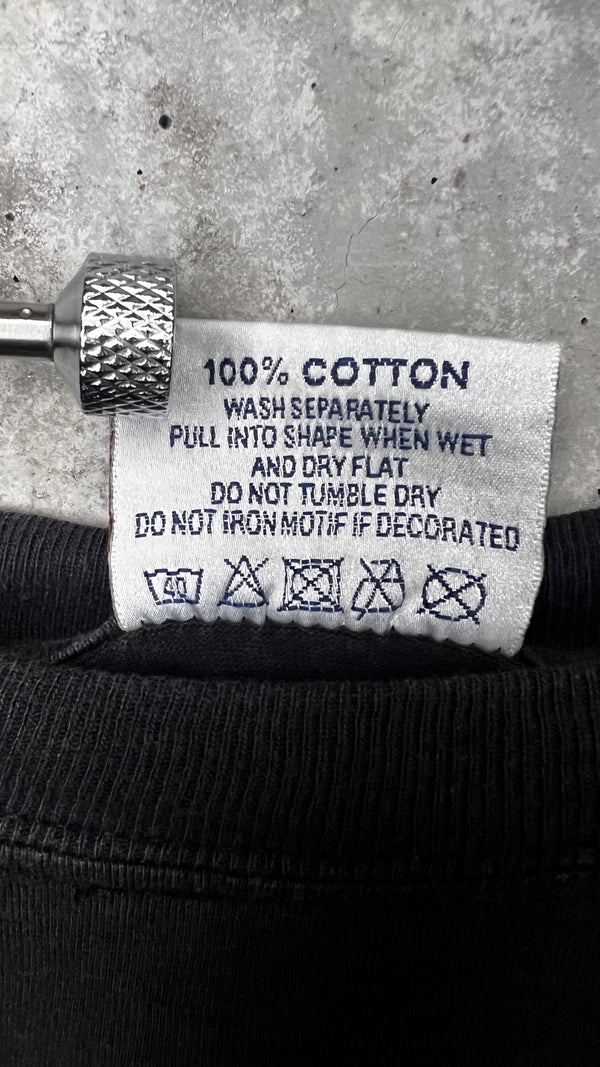 100% COTTON
WASH SEPARATELY
PULL INTO SHAPE WHEN WET
AND DRY FLAT
DO NOT TUMBLE DRY
DO NOT IRON MOTIF IF DECORATED
40